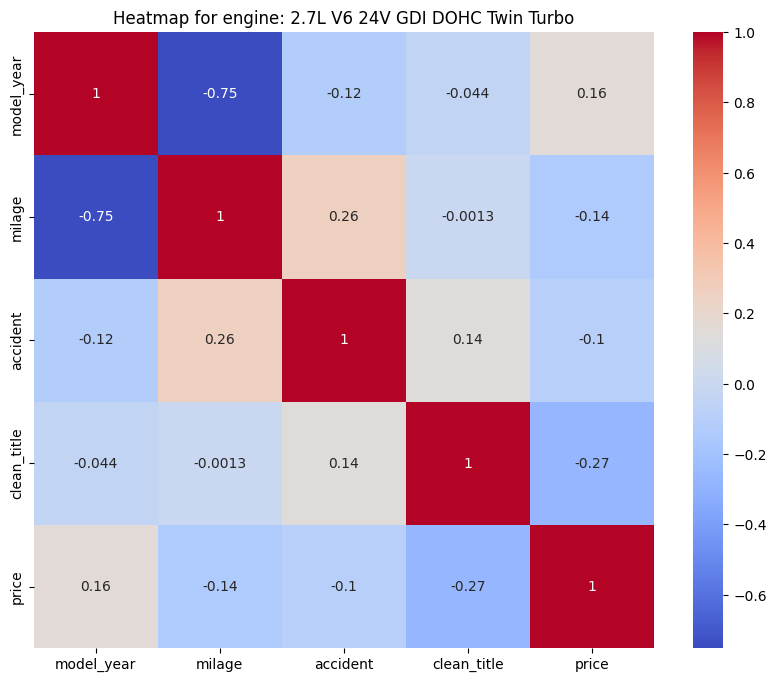 Heatmap for engine: 2.7L V6 24V GDI DOHC Twin Turbo
model_year 1 -0.75 -0.12 -0.044 0.16
milage -0.75 1 0.26 -0.0013 -0.14
accident -0.12 0.26 1 0.14 -0.1
clean_title -0.044 -0.0013 0.14 1 -0.27
price 0.16 -0.14 -0.1 -0.27 1
model_year milage accident clean_title price
1.0
0.8
0.6
0.4
0.2
0.0
−0.2
−0.4
−0.6